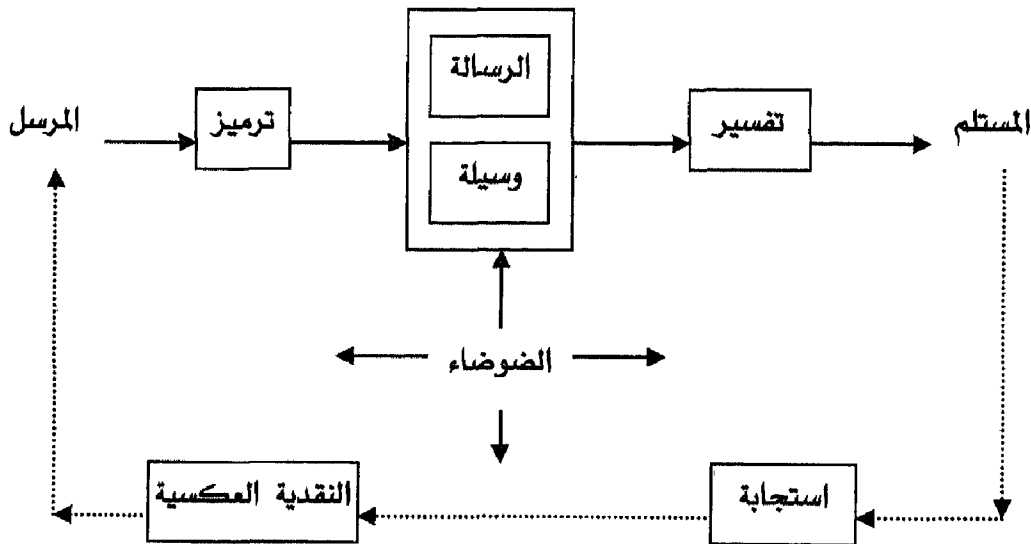 الرسالة
المرسل
ترميز
وسيلة
تفسير
المستلم
الضوضاء
النقدية العكسية
استجابة